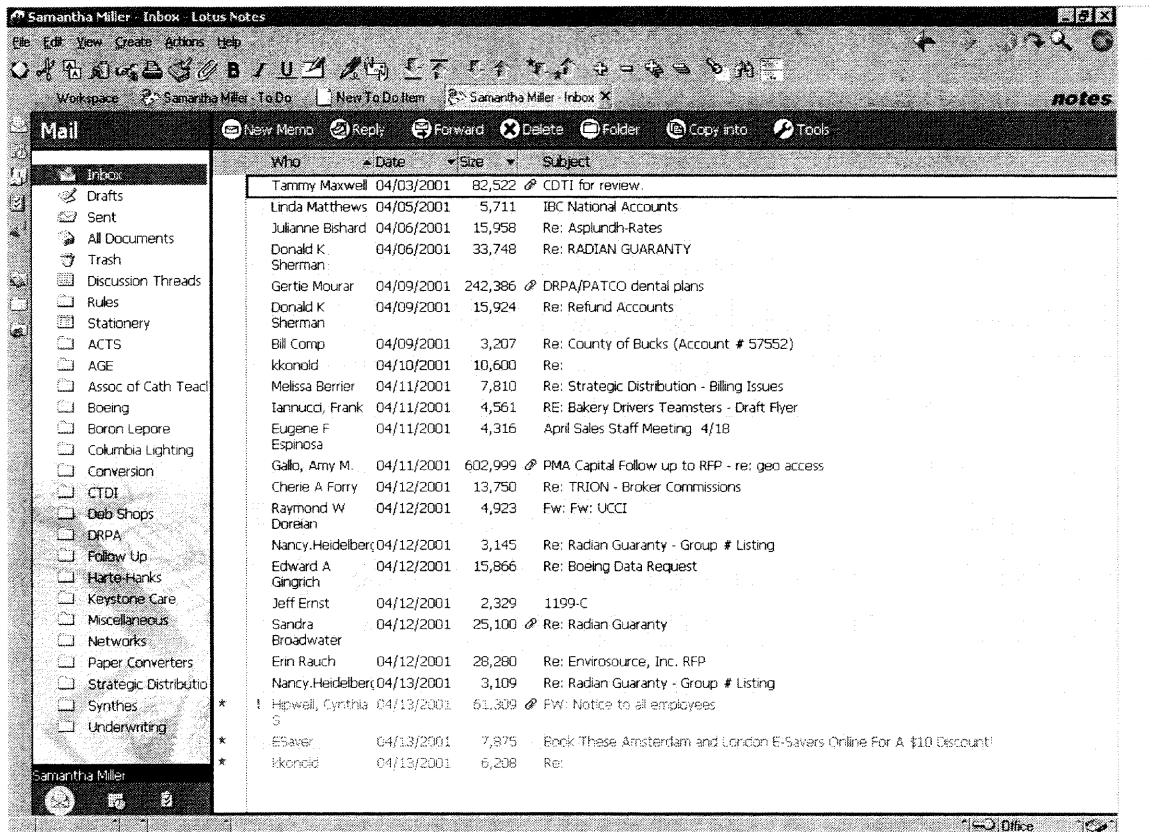 Samantha Miller - Inbox - Lotus Notes
File Edit View Create Actions Help
B I U
Workspace Samantha Miller - To Do New To Do Item Samantha Miller - Inbox X notes
Mail
New Memo Reply Forward Delete Folder Copy into Tools
Who Date Size Subject
Inbox
Drafts
Sent
All Documents
Trash
Discussion Threads
Rules
Stationery
ACTS
AGE
Assoc of Cath Teacl
Boeing
Boron Lepore
Columbia Lighting
Conversion
CTDI
Deb Shops
DRPA
Follow Up
Harte-Hanks
Keystone Care
Miscellaneous
Networks
Paper Converters
Strategic Distributio
Synthes
Underwriting
Samantha Miller
Tammy Maxwell 04/03/2001 82,522 CDTI for review.
Linda Matthews 04/05/2001 5,711 IBC National Accounts
Julianne Bishard 04/06/2001 15,958 Re: Asplundh-Rates
Donald K 04/06/2001 33,748 Re: RADIAN GUARANTY
Sherman
Gertie Mourar 04/09/2001 242,386 DRPA/PATCO dental plans
Donald K 04/09/2001 15,924 Re: Refund Accounts
Sherman
Bill Comp 04/09/2001 3,207 Re: County of Bucks (Account # 57552)
kkonold 04/10/2001 10,600 Re:
Melissa Berrier 04/11/2001 7,810 Re: Strategic Distribution - Billing Issues
Iannucci, Frank 04/11/2001 4,561 RE: Bakery Drivers Teamsters - Draft Flyer
Eugene F 04/11/2001 4,316 April Sales Staff Meeting 4/18
Espinosa
Gallo, Amy M. 04/11/2001 602,999 PMA Capital Follow up to RFP - re: geo access
Cherie A Forry 04/12/2001 13,750 Re: TRION - Broker Commissions
Raymond W 04/12/2001 4,923 Fw: Fw: UCCI
Doreian
Nancy.Heidelberg 04/12/2001 3,145 Re: Radian Guaranty - Group # Listing
Edward A 04/12/2001 15,866 Re: Boeing Data Request
Gingrich
Jeff Ernst 04/12/2001 2,329 1199-C
Sandra 04/12/2001 25,100 Re: Radian Guaranty
Broadwater
Erin Rauch 04/12/2001 28,280 Re: Envirosource, Inc. RFP
Nancy.Heidelberg 04/13/2001 3,109 Re: Radian Guaranty - Group # Listing
* ! Hipwell, Cynthia 04/13/2001 61,309 FW: Notice to all employees
S
* ESaver 04/13/2001 7,875 Book These Amsterdam and London E-Savers Online For A $10 Discount!
* kkonold 04/13/2001 6,208 Re:
Office